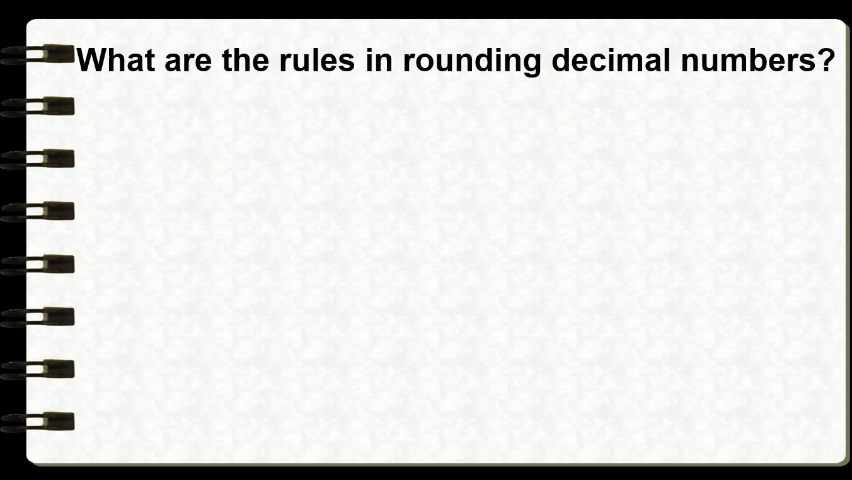 What are the rules in rounding decimal numbers?